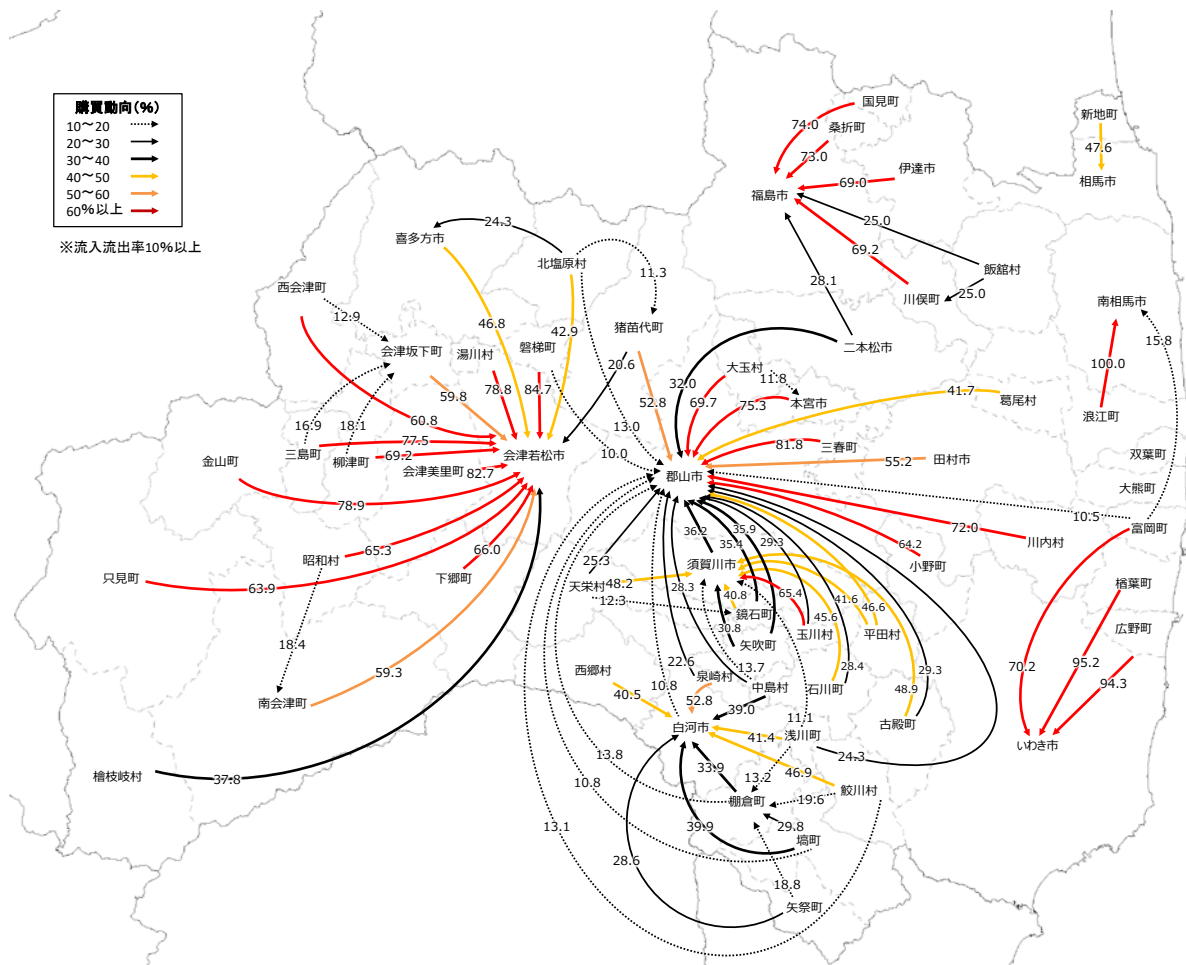 購買動向(%)
10～20
20～30
30～40
40～50
50～60
60%以上
※流入流出率10%以上
国見町
74.0
桑折町
73.0
伊達市
69.0
福島市
25.0
69.2
飯舘村
25.0
川俣町
28.1
二本松市
新地町
47.6
相馬市
南相馬市
15.8
100.0
浪江町
双葉町
大熊町
富岡町
10.5
楢葉町
広野町
70.2
95.2
94.3
いわき市
喜多方市
24.3
北塩原村
11.3
西会津町
12.9
46.8
42.9
猪苗代町
会津坂下町
湯川村
磐梯町
20.6
59.8
78.8
84.7
52.8
60.8
16.9
18.1
77.5
三島町
69.2
柳津町
会津若松市
会津美里町
82.7
13.0
10.0
金山町
78.9
昭和村
65.3
66.0
只見町
63.9
下郷町
18.4
59.3
南会津町
檜枝岐村
37.8
32.0
大玉村
11.8
69.7
75.3
本宮市
41.7
葛尾村
81.8
三春町
55.2
田村市
郡山市
72.0
川内村
64.2
小野町
36.2
35.9
35.4
29.3
25.3
須賀川市
天栄村
48.2
12.3
28.3
40.8
鏡石町
65.4
41.6
46.6
45.6
玉川村
平田村
30.8
矢吹町
22.6
泉崎村
13.7
中島村
28.4
石川町
29.3
48.9
古殿町
西郷村
40.5
10.8
52.8
39.0
11.1
白河市
41.4
浅川町
24.3
13.8
33.9
13.2
46.9
鮫川村
10.8
棚倉町
19.6
13.1
39.9
29.8
塙町
28.6
18.8
矢祭町